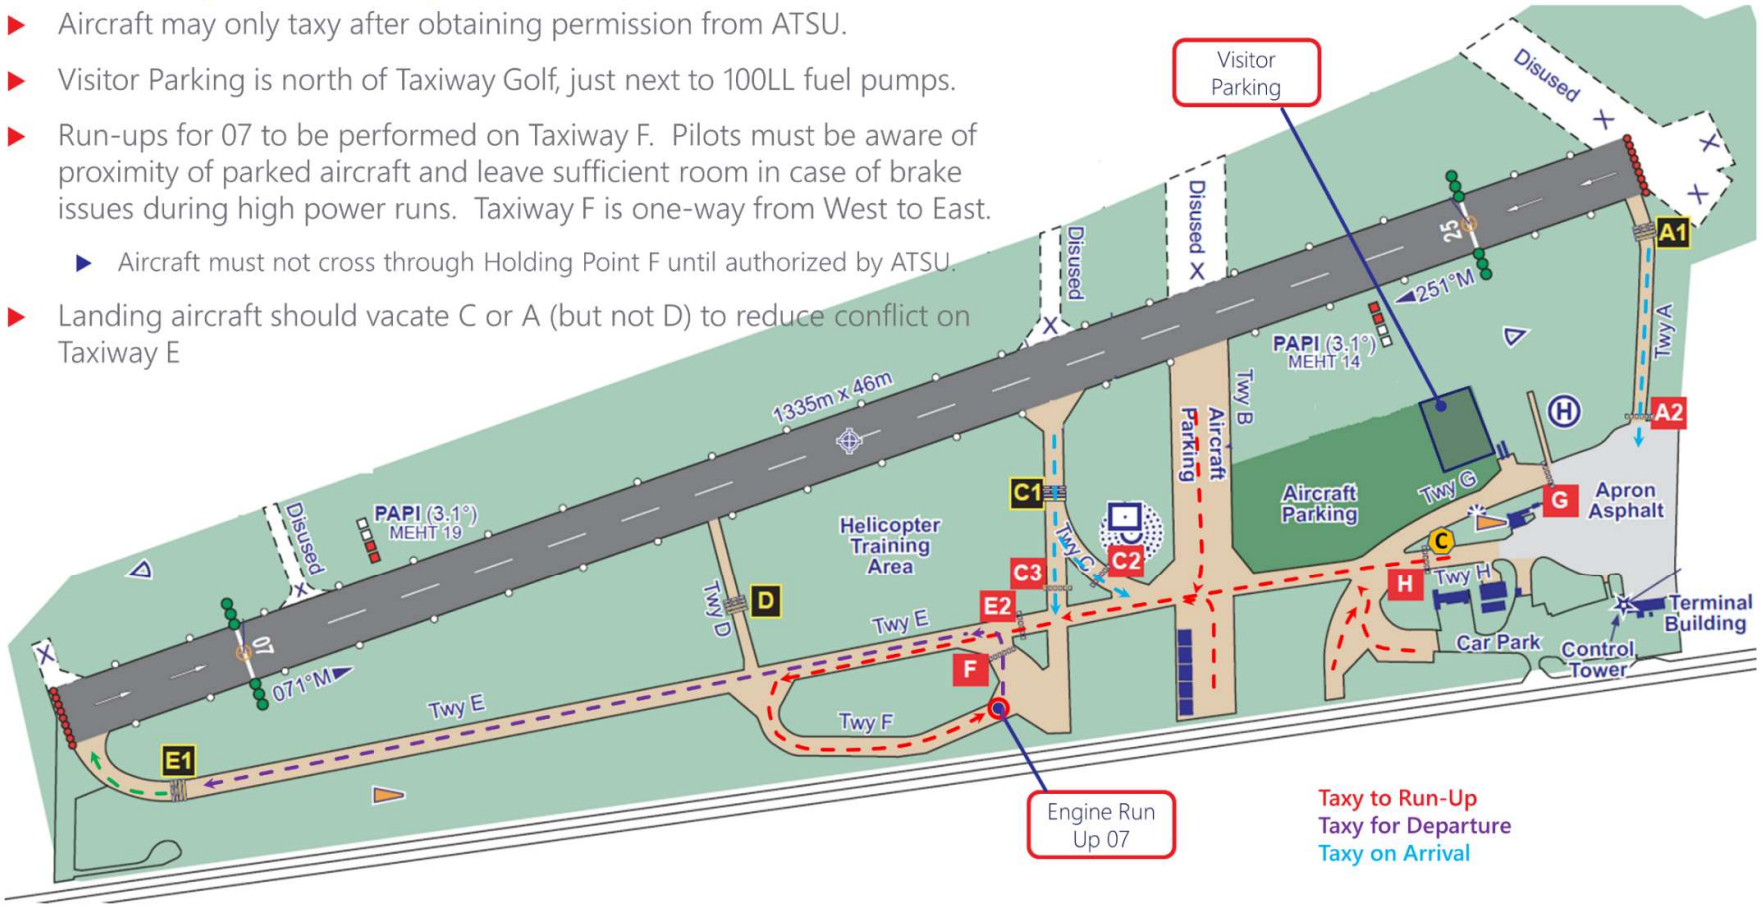 Aircraft may only taxy after obtaining permission from ATSU.
Visitor Parking is north of Taxiway Golf, just next to 100LL fuel pumps.
Run-ups for 07 to be performed on Taxiway F. Pilots must be aware of
proximity of parked aircraft and leave sufficient room in case of brake
issues during high power runs. Taxiway F is one-way from West to East.
Aircraft must not cross through Holding Point F until authorized by ATSU.
Landing aircraft should vacate C or A (but not D) to reduce conflict on
Taxiway E
Visitor
Parking
Disused
X
X
X
Disused
X
Disused
X
25
251°M
A1
Twy A
A2
PAPI (3.1°)
MEHT 14
Twy B
Aircraft
Parking
1335m x 46m
H
C1
Twy C
C2
C3
Helicopter
Training
Area
Aircraft
Parking
Twy G
G
Apron
Asphalt
C
H
Twy H
Disused
X
PAPI (3.1°)
MEHT 19
Twy D
D
E2
Twy E
F
Car Park
Control
Tower
Terminal
Building
X
07
071°M
Twy E
Twy F
E1
Engine Run
Up 07
Taxy to Run-Up
Taxy for Departure
Taxy on Arrival